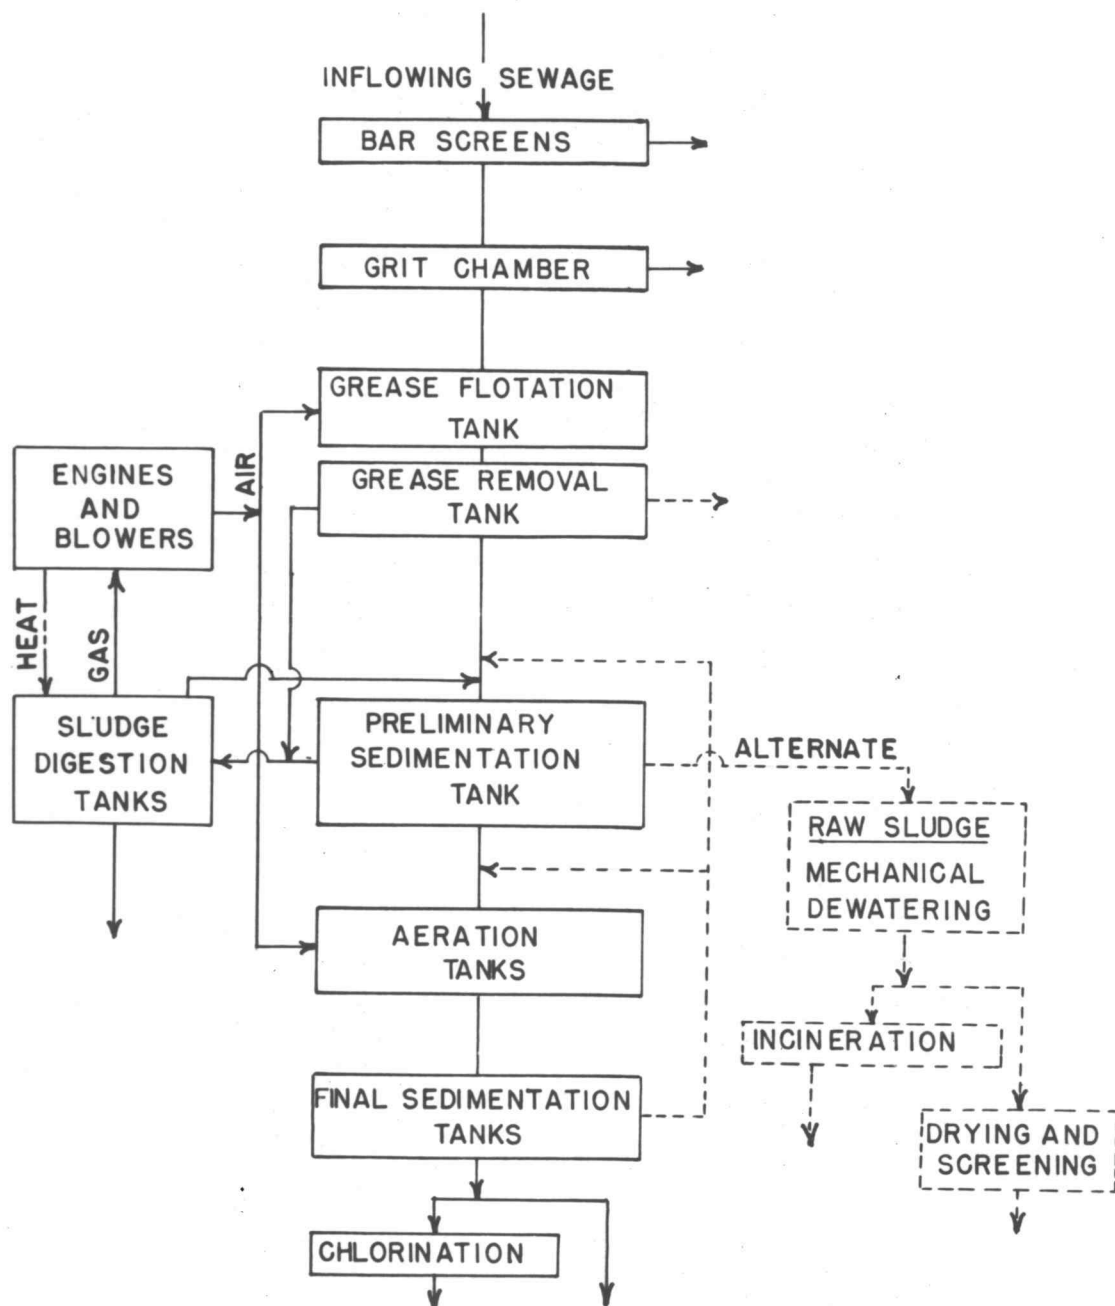 INFLOWING SEWAGE
BAR SCREENS
GRIT CHAMBER
GREASE FLOTATION
TANK
GREASE REMOVAL
TANK
ENGINES
AND
BLOWERS
AIR
HEAT
GAS
SLUDGE
DIGESTION
TANKS
PRELIMINARY
SEDIMENTATION
TANK
ALTERNATE
RAW SLUDGE
MECHANICAL
DEWATERING
AERATION
TANKS
INCINERATION
FINAL SEDIMENTATION
TANKS
DRYING AND
SCREENING
CHLORINATION